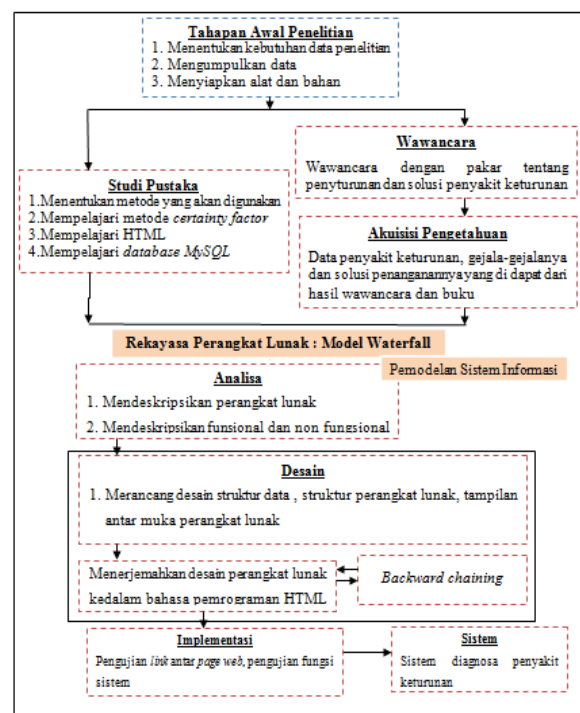 Tahapan Awal Penelitian
1. Menentukan kebutuhan data penelitian
2. Mengumpulkan data
3. Menyiapkan alat dan bahan
Wawancara
Wawancara dengan pakar tentang
penyturunan dan solusi penyakit keturunan
Studi Pustaka
1.Menentukan metode yang akan digunakan
2.Mempelajari metode certainty factor
3.Mempelajari HTML
4.Mempelajari database MySQL
Akuisisi Pengetahuan
Data penyakit keturunan, gejala-gejalanya
dan solusi penanganannya yang di dapat dari
hasil wawancara dan buku
Rekayasa Perangkat Lunak : Model Waterfall
Pemodelan Sistem Informasi
Analisa
1. Mendeskripsikan perangkat lunak
2. Mendeskripsikan funsional dan non fungsional
Desain
1. Merancang desain struktur data , struktur perangkat lunak, tampilan
antar muka perangkat lunak
Menerjemahkan desain perangkat lunak
kedalam bahasa pemrograman HTML
Backward chaining
Implementasi
Pengujian link antar page web, pengujian fungsi
sistem
Sistem
Sistem diagnosa penyakit
keturunan